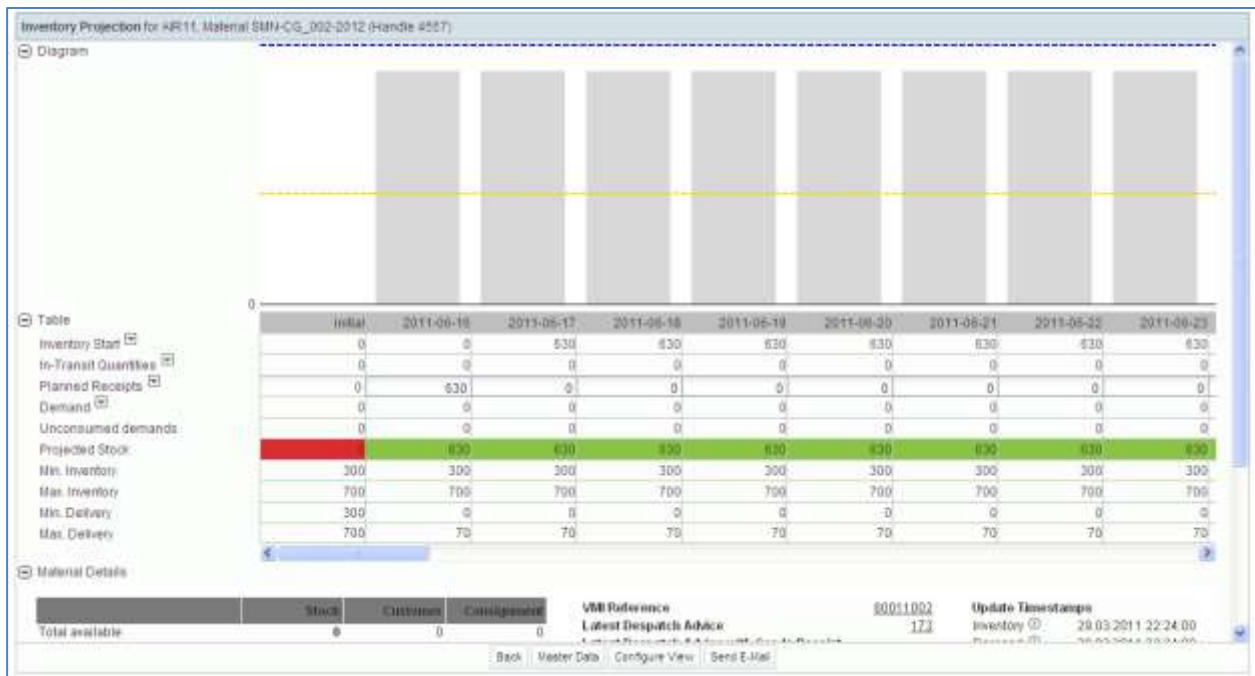 Inventory Projection for AIR11, Material SMN-CG_002-2012 (Handle 4557)
Diagram
0
Table
Initial 2011-06-16 2011-06-17 2011-06-18 2011-06-19 2011-06-20 2011-06-21 2011-06-22 2011-06-23
Inventory Start 0 0 630 630 630 630 630 630 630
In-Transit Quantities 0 0 0 0 0 0 0 0 0
Planned Receipts 0 630 0 0 0 0 0 0 0
Demand 0 0 0 0 0 0 0 0 0
Unconsumed demands 0 0 0 0 0 0 0 0 0
Projected Stock 630 630 630 630 630 630 630 630
Min. Inventory 300 300 300 300 300 300 300 300 300
Max. Inventory 700 700 700 700 700 700 700 700 700
Min. Delivery 300 0 0 0 0 0 0 0 0
Max. Delivery 700 70 70 70 70 70 70 70 70
Material Details
Stock Customer Consignment VMI Reference 80011002 Update Timestamps
Total available 0 0 0 Latest Despatch Advice 173 Inventory 29.03.2011 22:24:00
Back Master Data Configure View Send E-Mail